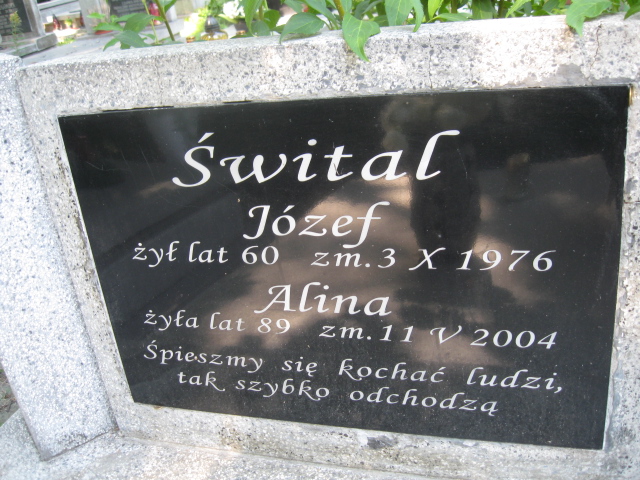 Śwital
Józef
żył lat 60 zm. 3 X 1976
Alina
żyła lat 89 zm. 11 V 2004
Śpieszmy się kochać ludzi,
tak szybko odchodzą